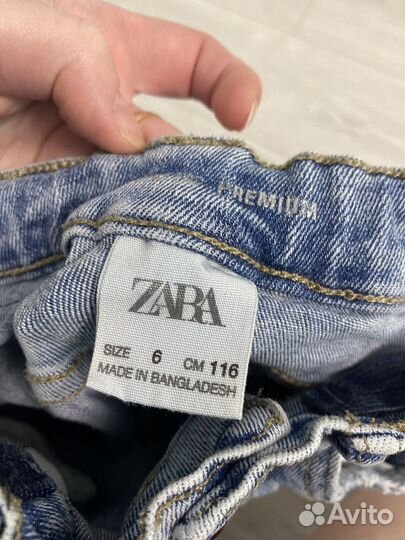 PREMIUM
ZARA
SIZE 6 CM 116
MADE IN BANGLADESH
Avito